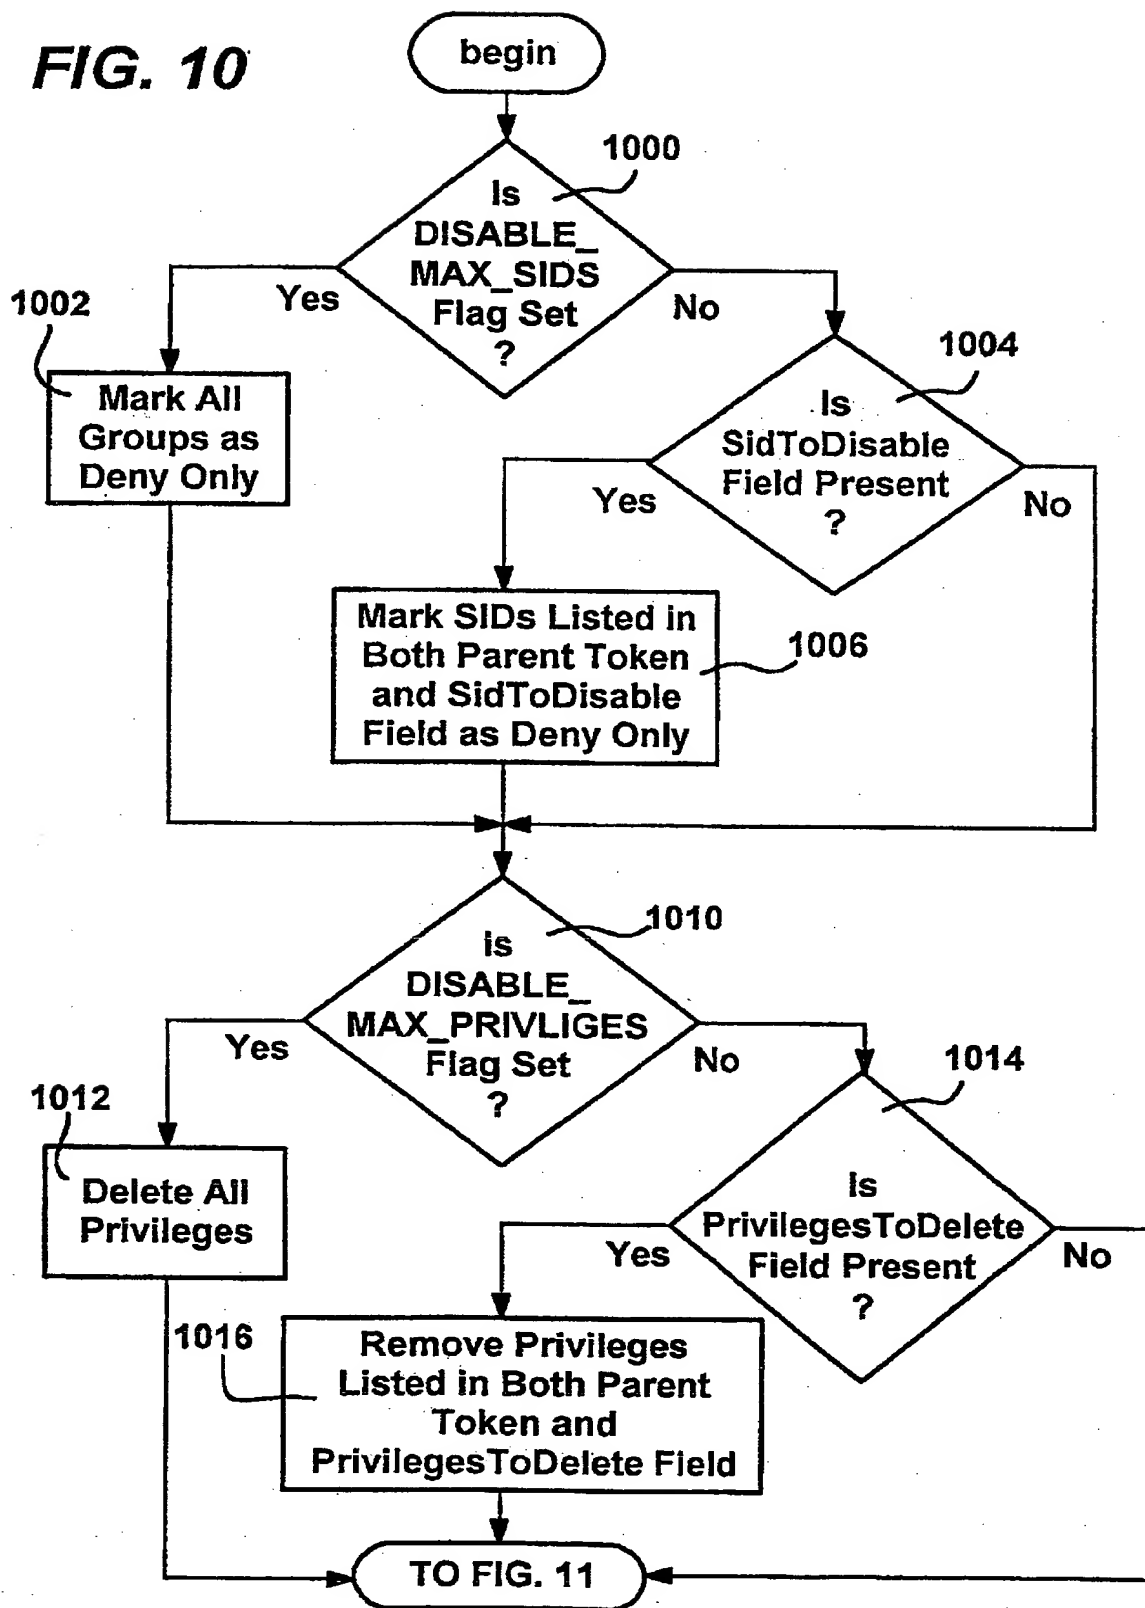 FIG. 10
begin
1000
Is
DISABLE_
MAX_SIDS
Flag Set
?
Yes
No
1002
Mark All
Groups as
Deny Only
1004
Is
SidToDisable
Field Present
?
Yes
No
Mark SIDs Listed in
Both Parent Token
and SidToDisable
Field as Deny Only
1006
1010
is
DISABLE_
MAX_PRIVLIGES
Flag Set
?
Yes
No
1012
Delete All
Privileges
1014
Is
PrivilegesToDelete
Field Present
?
Yes
No
1016
Remove Privileges
Listed in Both Parent
Token and
PrivilegesToDelete Field
TO FIG. 11